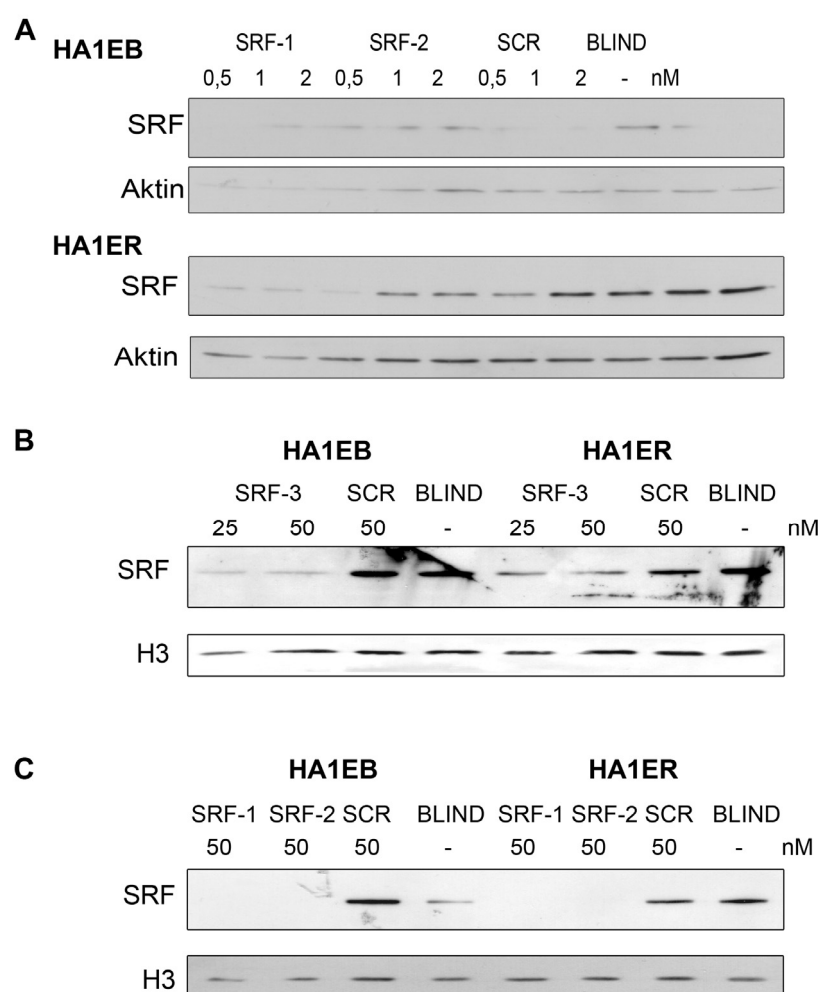 A
HA1EB
SRF-1 SRF-2 SCR BLIND
0,5 1 2 0,5 1 2 0,5 1 2 - nM
SRF
Aktin
HA1ER
SRF
Aktin
B
HA1EB HA1ER
SRF-3 SCR BLIND SRF-3 SCR BLIND
25 50 50 - 25 50 50 - nM
SRF
H3
C
HA1EB HA1ER
SRF-1 SRF-2 SCR BLIND SRF-1 SRF-2 SCR BLIND
50 50 50 - 50 50 50 - nM
SRF
H3